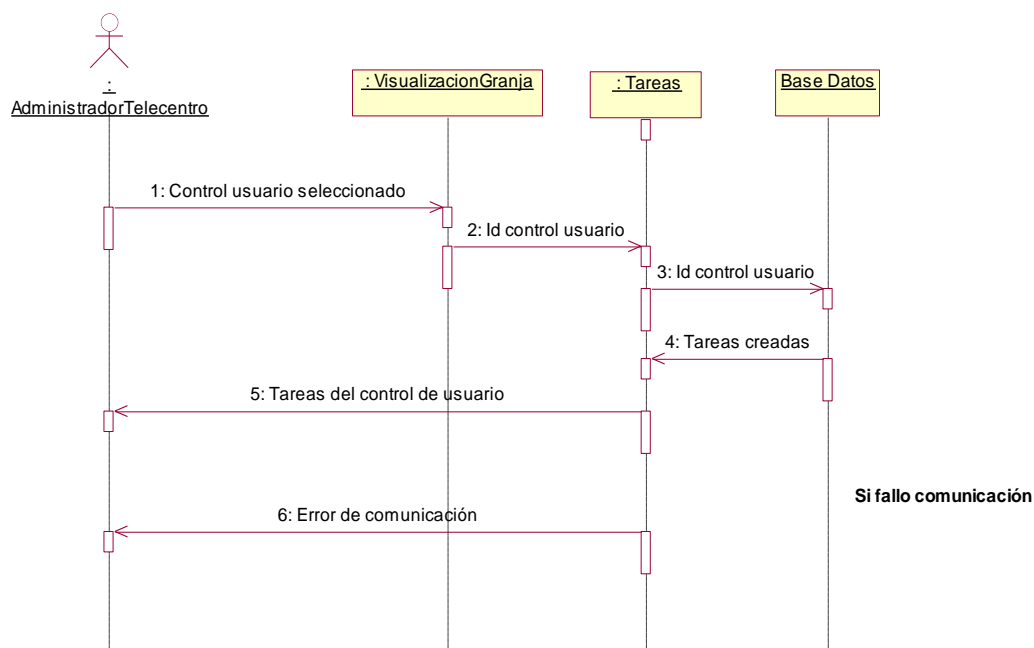 :
AdministradorTelecentro
: VisualizacionGranja
: Tareas
Base Datos
1: Control usuario seleccionado
2: Id control usuario
3: Id control usuario
4: Tareas creadas
5: Tareas del control de usuario
Si fallo comunicación
6: Error de comunicación